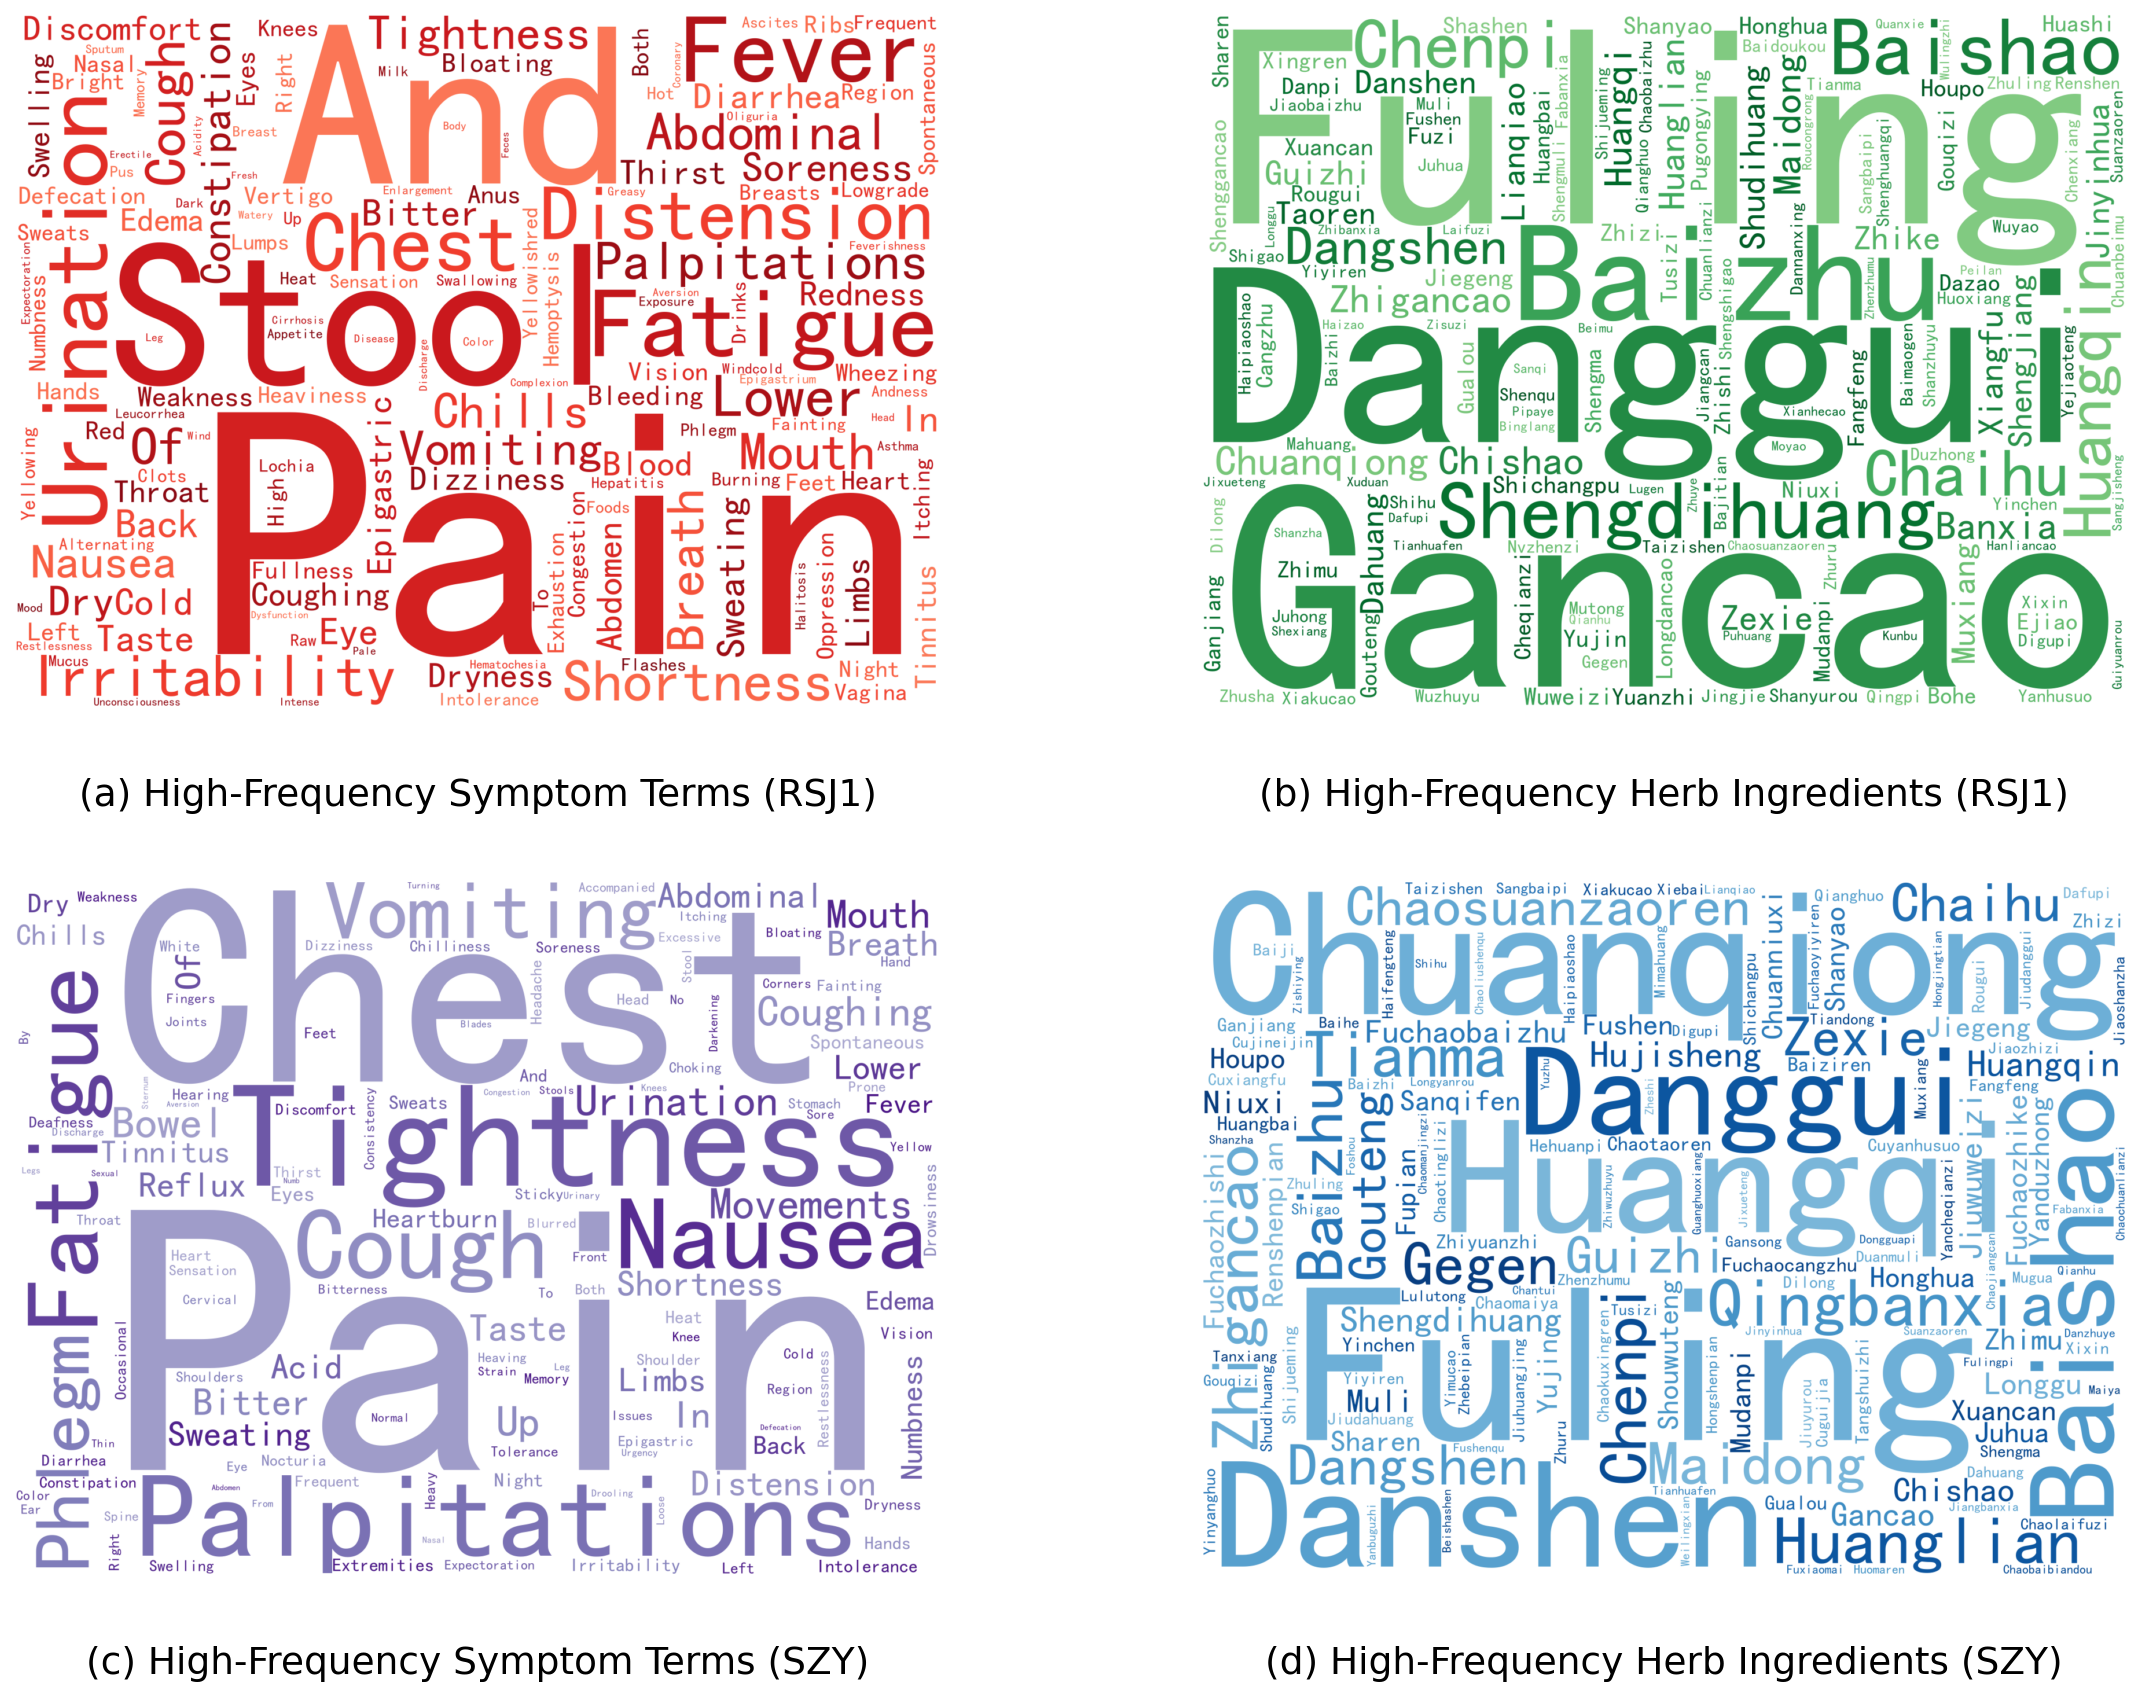 Discomfort
Sputum
Nasal
Bright
Swelling
Memory
Cough
Acidity
Constipation
Knees
Eyes
Right
Breast
And
Body
Feces
Tightness
Milk
Bloating
Both
Coronary
Fever
Ascites
Ribs
Frequent
Hot
Diarrhea
Region
Oliguria
Spontaneous
Abdominal
Thirst
Soreness
Erectile
Pus
Defecation
Dark
Fresh
Vertigo
Enlargement
Anus
Greasy
Breasts
Lowgrade
Edema
Watery
Up
Bitter
Sweats
Lumps
Chest
Yellowishred
Distension
Feverishness
Urination
Expectoration
Numbness
Stool
Leg
Heat
Sensation
Swallowing
Hemoptysis
Palpitations
Exposure
Aversion
Drinks
Redness
Cirrhosis
Appetite
Disease
Color
Discharge
Fatigue
Vision
Windcold
Epigastrium
Wheezing
Hands
Weakness
Heaviness
Complexion
Bleeding
Lower
Andness
Leucorrhea
Chills
Phlegm
Fainting
Head
In
Yellowing
Red
Of
Wind
Clots
Throat
Pain
Lochia
High
Epigastric
Vomiting
Dizziness
Blood
Hepatitis
Mouth
Asthma
Burning
Feet
Heart
Itching
Back
Alternating
Nausea
Foods
Congestion
Exhaustion
Abdomen
Breath
Sweating
Oppression
Halitosis
Limbs
Fullness
Coughing
Dysfunction
To
Mood
Dry
Cold
Left
Restlessness
Taste
Raw
Eye
Pale
Tinnitus
Mucus
Irritability
Unconsciousness
Intense
Dryness
Hematochesia
Intolerance
Flashes
Shortness
Night
Vagina
(a) High-Frequency Symptom Terms (RSJ1)
Sharen
Fuling
Xingren
Danpi
Jiaobaizhu
Chenpi
Shashen
Danshen
Muli
Fushen
Fuzi
Juhua
Lianqiao
Huangbai
Fabanxia
Shengmuli
Shijueming
Huangqi
Chaobaizhu
Qianghuo
Shanyao
Huanglian
Pugongying
Honghua
Baidoukou
Shudihuang
Maidong
Roucongrong
Tianma
Baishao
Quanxie
Wulingzhi
Huashi
Houpo
Zhuling
Renshen
Sangbaipi
Shenghuangqi
Gouqizi
Chenxiang
Jinyinhua
Suanzaoren
Shenggancao
Xuancan
Guizhi
Rougui
Taoren
Longgu
Zhibanxia
Laifuzi
Shigao
Dangshen
Yiyiren
Jiegeng
Zhigancao
Baizhu
Zhizi
Tusizi
Chuanlianzi
Shengshigao
Dannanxing
Zhike
Zhenzhumu
Wuyao
Peilan
Dazao
Huoxiang
Chuanbeimu
Danggui
Haipiaoshao
Cangzhu
Haizao
Baizhi
Zisuzi
Gualou
Sanqi
Shenqu
Pipaye
Binglang
Beimu
Shengma
Jiangcan
Zhishi
Xianhecao
Moyao
Fangfeng
Baimaogen
Shanzhuyu
Xiangfu
Shengjiang
Yejiaoteng
Huangqin
Mahuang
Chuanqiong
Chishao
Chaihu
Duzhong
Jixueteng
Xuduan
Shichangpu
Lugen
Zhuye
Bajitian
Niuxi
Yinchen
Sangjisheng
Dilong
Gancao
Shanzha
Zhimu
Juhong
Shexiang
Dahuang
Gouteng
Shihu
Dafupi
Tianhuafen
Shengdihuang
Nvzhenzi
Taizishen
Chaosuanzaoren
Banxia
Hanliancao
Ganjiang
Cheqianzi
Mutong
Qianhu
Yujin
Gegen
Longdancao
Zexie
Puhuang
Zhuru
Mudanpi
Kunbu
Muxiang
Xixin
Ejiao
Digupi
Guiyuanrou
Zhusha
Xiakucao
Wuzhuyu
Wuweizi
Yuanzhi
Jingjie
Shanyurou
Qingpi
Bohe
Yanhusuo
(b) High-Frequency Herb Ingredients (RSJ1)
Dry
Weakness
Chills
Chest
White
Of
Fingers
Joints
Vomiting
Turning
Dizziness
Chilliness
Accompanied
Soreness
Abdominal
Itching
Excessive
Stool
Mouth
Bloating
Breath
Hand
Headache
Head
No
Darkening
Corners
Fainting
Coughing
Spontaneous
Feet
Blades
Choking
Lower
Prone
By
Fatigue
Sternum
Hearing
Aversion
And
Tightness
Discomfort
Consistency
Sweats
Congestion
Stools
Knees
Urination
Stomach
Sore
Fever
Deafness
Discharge
Bowel
Tinnitus
Legs
Sexual
Reflux
Thirst
Numb
Eyes
Sticky
Urinary
Yellow
Drowsiness
Movements
Throat
Pain
Heart
Sensation
Cervical
Cough
Heartburn
Blurred
Front
Nausea
Bitterness
To
Both
Shortness
Edema
Phlegm
Occasional
Shoulders
Acid
Taste
Heaving
Strain
Leg
Memory
Heat
Knee
Shoulder
Limbs
Cold
Region
Vision
Bitter
Sweating
Normal
Up
Tolerance
Issues
In
Epigastric
Urgency
Defecation
Back
Restlessness
Numbness
Thin
Diarrhea
Constipation
Eye
Nocturia
Color
Ear
Spine
Right
Abdomen
Palpitations
From
Frequent
Heavy
Night
Drooling
Loose
Distension
Dryness
Nasal
Hands
Swelling
Extremities
Expectoration
Irritability
Left
Intolerance
(c) High-Frequency Symptom Terms (SZY)
Chuanqiong
Baiji
Zishiying
Chaosuanzaoren
Taizishen
Sangbaipi
Xiakucao
Xiebai
Lianqiao
Haifengteng
Shihu
Chaoliushenqu
Haipiaoshao
Mimahuang
Shichangpu
Chuanniuxi
Qianghuo
Fuchaoyiyiren
Shanyao
Chaihu
Dafupi
Zhizi
Hongjingtian
Rougui
Jiudanggui
Jiaoshanzha
Ganjiang
Cujineijin
Baihe
Fuchaobaizhu
Fushen
Digupi
Tiandong
Zexie
Jiegeng
Jiaozhizi
Houpo
Cuxiangfu
Tianma
Baizhi
Longyanrou
Danggui
Yuzhu
Hujisheng
Zheshi
Baiziren
Muxiang
Huangqin
Fangfeng
Niuxi
Huangbai
Shanzha
Baizhu
Gouteng
Foshou
Sanqifen
Hehuanpi
Chaotaoren
Cuyanhusuo
Jiuwuweizi
Fuchaozhike
Yanduzhong
Baishao
Fuchaozhishi
Zhigancao
Renshenpian
Zhuling
Shigao
Fupian
Chaomanjingzi
Chaotinglizi
Huangqi
Zhiwuzhuyu
Guanghuoxiang
Jixueteng
Yancheqianzi
Fabanxia
Chaochuanlianzi
Zhiyuanzhi
Gegen
Guizhi
Gansong
Dongguapi
Duanmuli
Fuchaocangzhu
Zhenzhumu
Dilong
Honghua
Chaojiangcan
Mugua
Qianhu
Chantui
Lulutong
Chaomaiya
Fuling
Shengdihuang
Yinchen
Tusizi
Chenpi
Chaokuxingren
Shouwuteng
Qingbanxia
Jinyinhua
Suanzaoren
Zhimu
Danzhuye
Xixin
Tanxiang
Gouqizi
Shudihuang
Shijueming
Yiyiren
Muli
Jiudahuang
Yimucao
Zhebeipian
Jiuhuangjing
Yujin
Hongshenpian
Mudanpi
Jiuyurou
Cuguijia
Tangshuizhi
Fulingpi
Longgu
Maiya
Xuancan
Juhua
Shengma
Sharen
Fushenqu
Zhuru
Dangshen
Maidong
Dahuang
Yinyanghuo
Danshen
Yanbuguzhi
Beishashen
Tianhuafen
Weilingxian
Gualou
Gancao
Chishao
Jiangbanxia
Chaolaifuzi
Huanglian
Fuxiaomai
Huomaren
Chaobaibiandou
(d) High-Frequency Herb Ingredients (SZY)